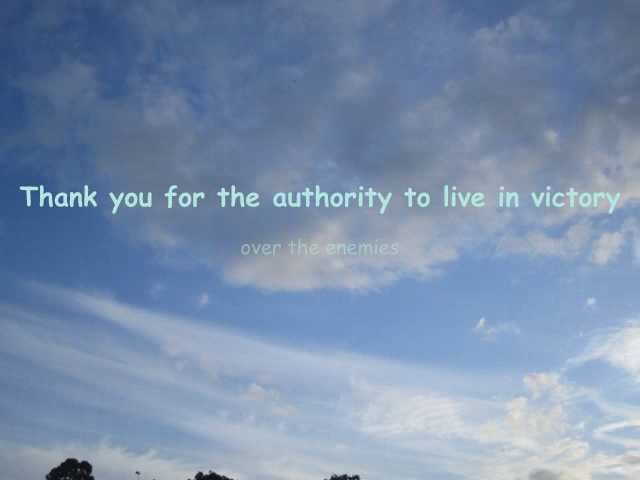 Thank you for the authority to live in victory
over the enemies